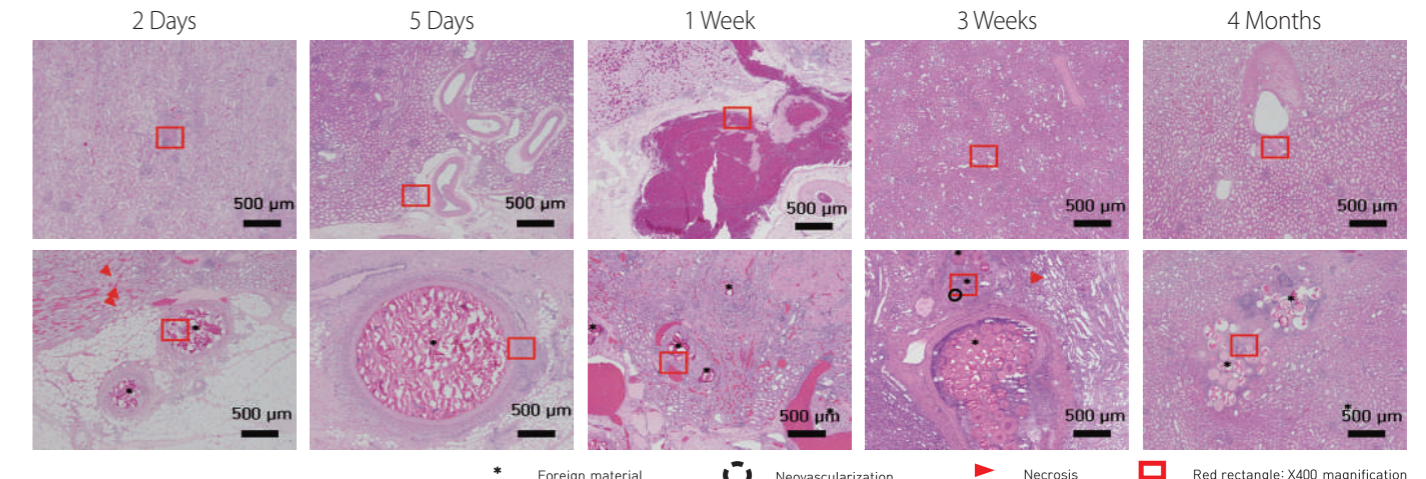 2 Days 5 Days 1 Week 3 Weeks 4 Months
500 µm 500 µm 500 µm 500 µm 500 µm
* * * * * * * * * * *
500 µm 500 µm 500 µm 500 µm 500 µm
* Foreign material Neovascularization Necrosis Red rectangle: X400 magnification